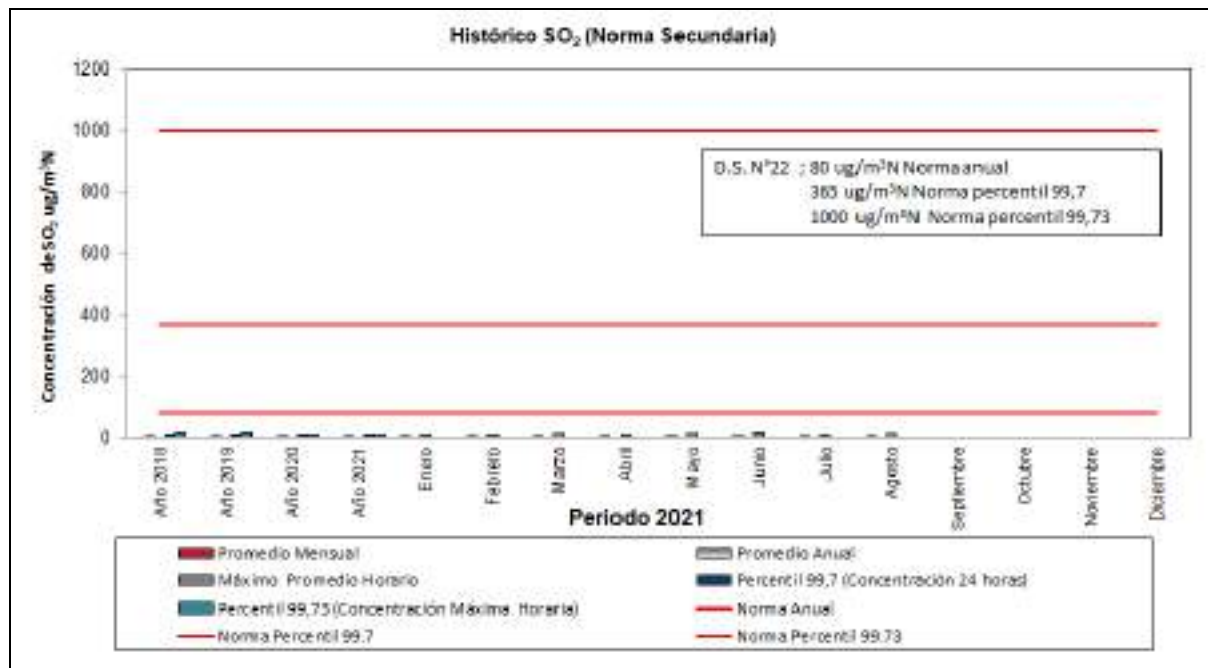 Histórico SO₂ (Norma Secundaria)
Concentración de SO₂ ug/m³N
1200
1000
800
600
400
200
0
D.S. N°22 : 80 ug/m³N Norma anual
365 ug/m³N Norma percentil 99,7
1000 ug/m³N Norma percentil 99,73
Año 2018
Año 2019
Año 2020
Año 2021
Enero
Febrero
Marzo
Abril
Mayo
Junio
Julio
Agosto
Septiembre
Octubre
Noviembre
Diciembre
Periodo 2021
Promedio Mensual
Promedio Anual
Máximo Promedio Horario
Percentil 99,7 (Concentración 24 horas)
Percentil 99,73 (Concentración Máxima Horaria)
Norma Anual
Norma Percentil 99.7
Norma Percentil 99.73